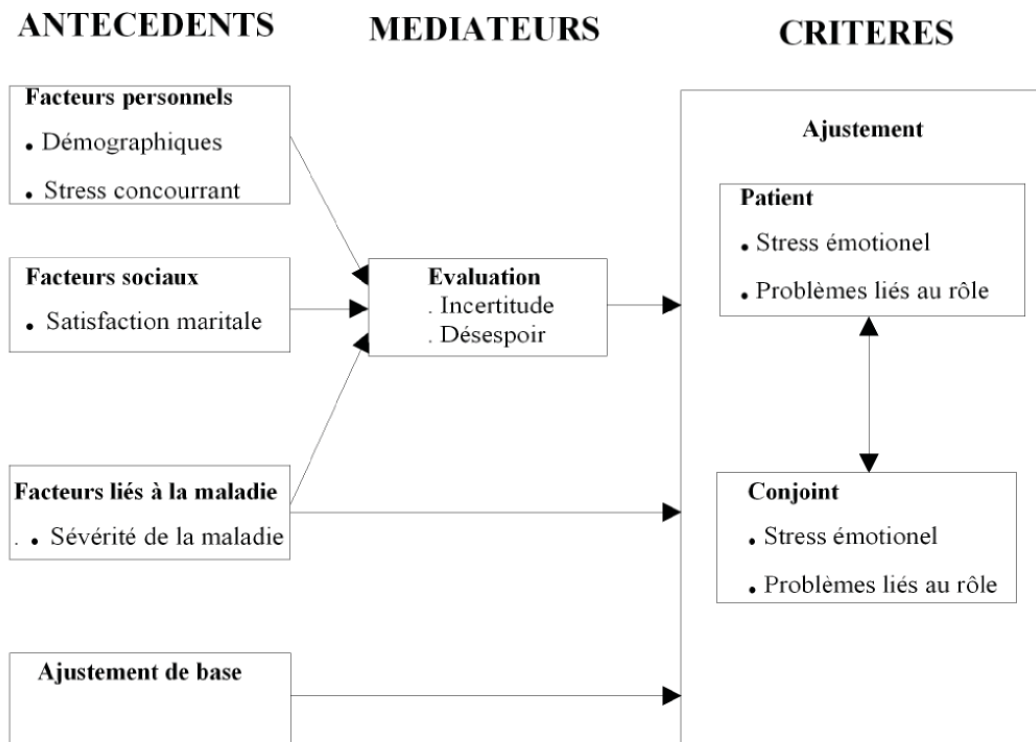 ANTECEDENTS
MEDIATEURS
CRITERES
Facteurs personnels
• Démographiques
• Stress concourrant
Facteurs sociaux
• Satisfaction maritale
Facteurs liés à la maladie
. • Sévérité de la maladie
Ajustement de base
Evaluation
. Incertitude
. Désespoir
Ajustement
Patient
• Stress émotionel
• Problèmes liés au rôle
Conjoint
• Stress émotionel
• Problèmes liés au rôle